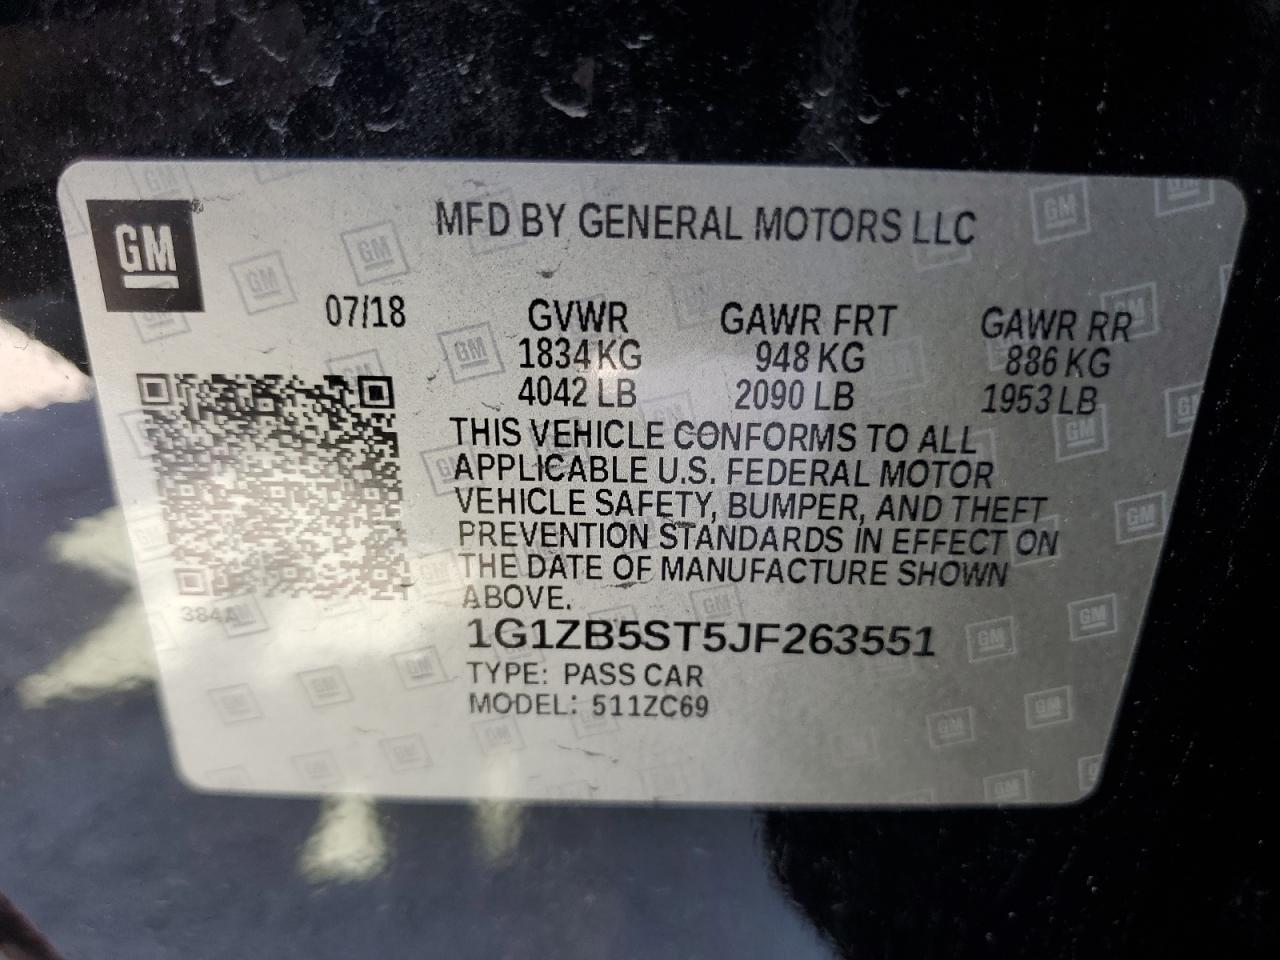 GM
MFD BY GENERAL MOTORS LLC
07/18
GVWR GAWR FRT GAWR RR
1834 KG 948 KG 886 KG
4042 LB 2090 LB 1953 LB
THIS VEHICLE CONFORMS TO ALL
APPLICABLE U.S. FEDERAL MOTOR
VEHICLE SAFETY, BUMPER, AND THEFT
PREVENTION STANDARDS IN EFFECT ON
THE DATE OF MANUFACTURE SHOWN
ABOVE.
384A
1G1ZB5ST5JF263551
TYPE: PASS CAR
MODEL: 511ZC69